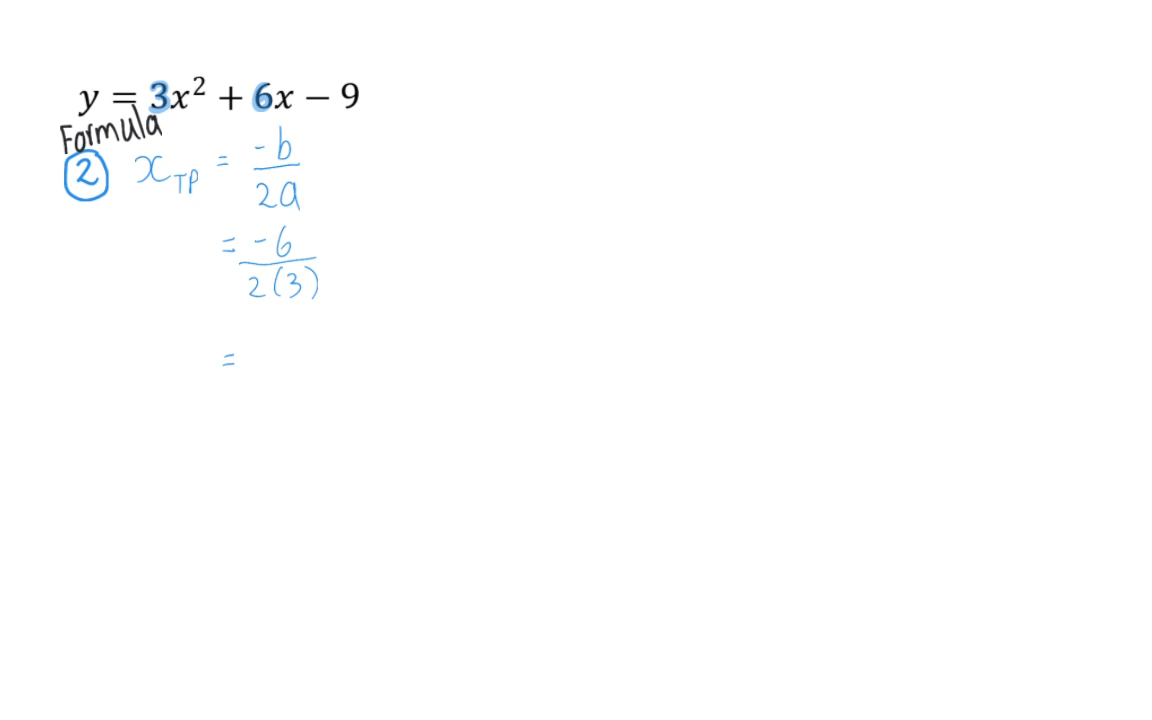 y = 3x² + 6x − 9
Formula
② x_TP = -b/2a
= -6/2(3)
=